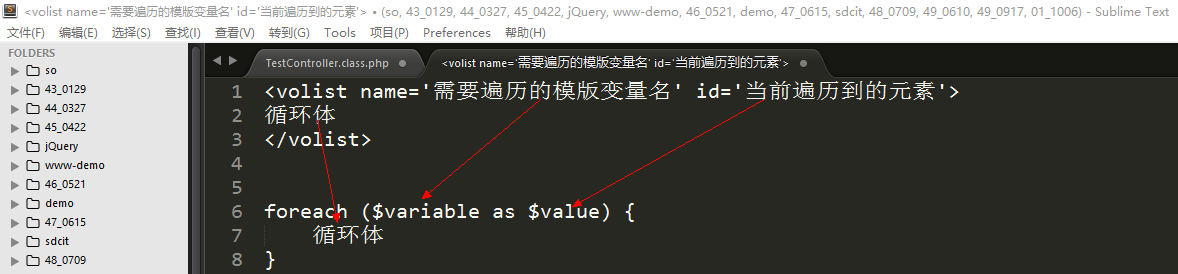 <volist name='需要遍历的模版变量名' id='当前遍历到的元素'> • (so, 43_0129, 44_0327, 45_0422, jQuery, www-demo, 46_0521, demo, 47_0615, sdcit, 48_0709, 49_0610, 49_0917, 01_1006) - Sublime Text
文件(F) 编辑(E) 选择(S) 查找(I) 查看(V) 转到(G) Tools 项目(P) Preferences 帮助(H)
FOLDERS
so
43_0129
44_0327
45_0422
jQuery
www-demo
46_0521
demo
47_0615
sdcit
48_0709
TestController.class.php
<volist name='需要遍历的模版变量名' id='当前遍历到的元素'>
1 <volist name='需要遍历的模版变量名' id='当前遍历到的元素'>
2 循环体
3 </volist>
4
5
6 foreach ($variable as $value) {
7 循环体
8 }